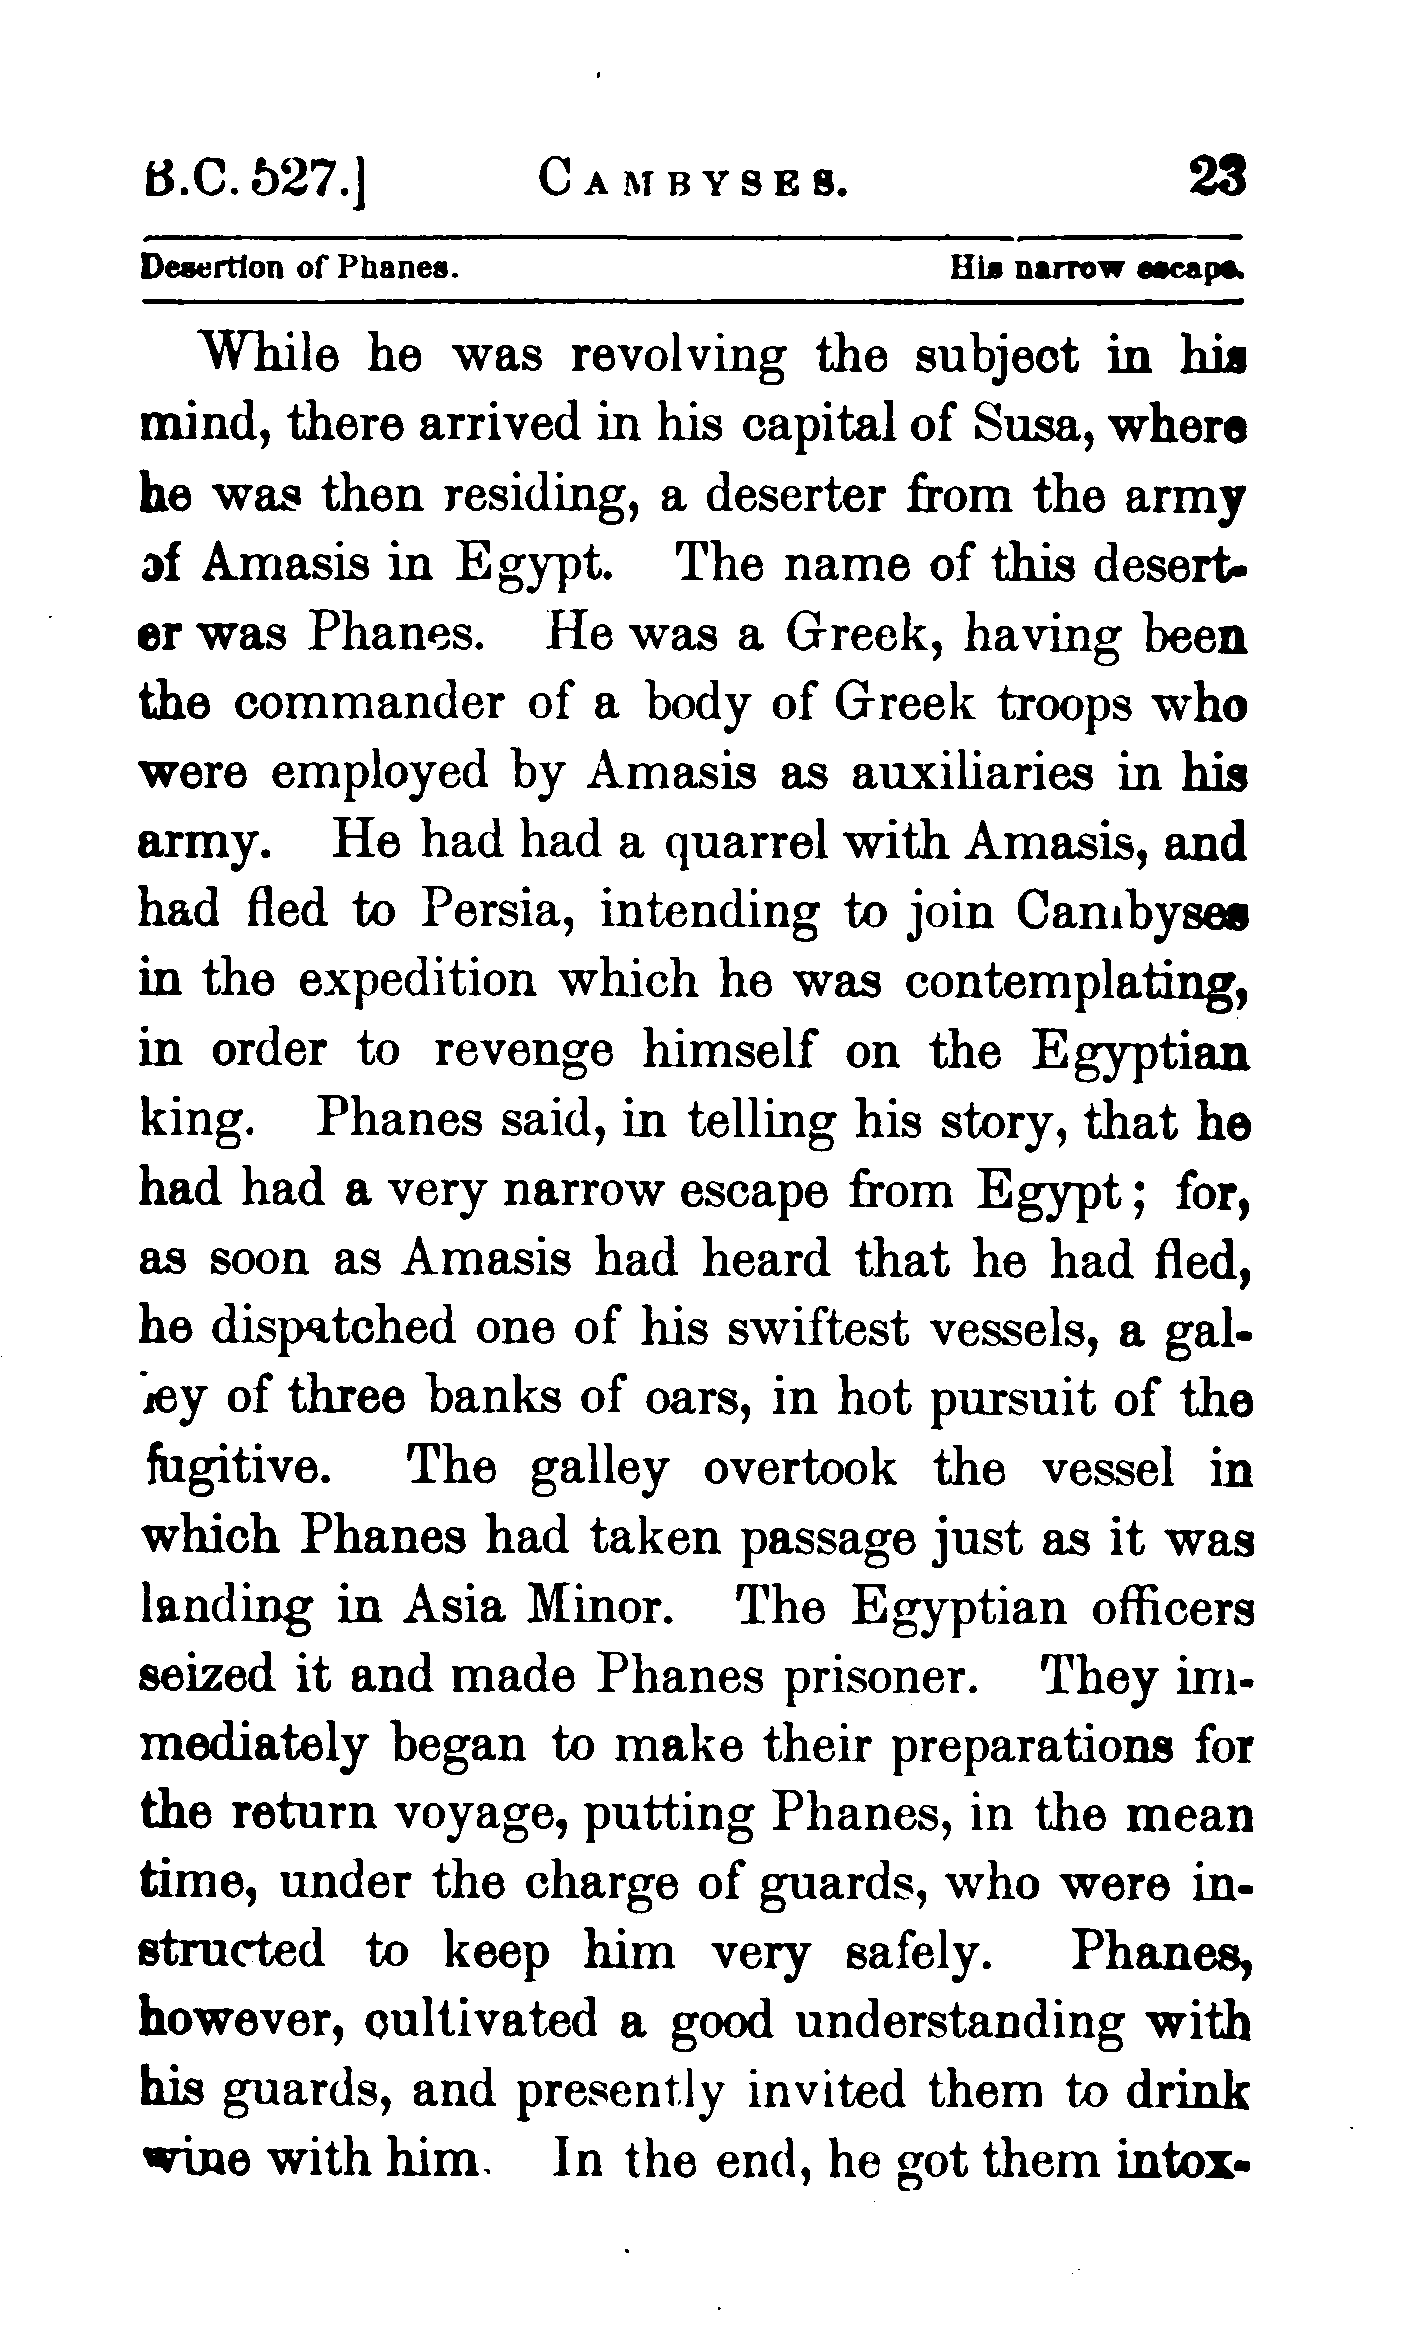 B.C. 527.] CAMBYSES. 23
Desertion of Phanes. His narrow escape.
While he was revolving the subject in his
mind, there arrived in his capital of Susa, where
he was then residing, a deserter from the army
of Amasis in Egypt. The name of this desert-
er was Phanes. He was a Greek, having been
the commander of a body of Greek troops who
were employed by Amasis as auxiliaries in his
army. He had had a quarrel with Amasis, and
had fled to Persia, intending to join Cambyses
in the expedition which he was contemplating,
in order to revenge himself on the Egyptian
king. Phanes said, in telling his story, that he
had had a very narrow escape from Egypt; for,
as soon as Amasis had heard that he had fled,
he dispatched one of his swiftest vessels, a gal-
ley of three banks of oars, in hot pursuit of the
fugitive. The galley overtook the vessel in
which Phanes had taken passage just as it was
landing in Asia Minor. The Egyptian officers
seized it and made Phanes prisoner. They im-
mediately began to make their preparations for
the return voyage, putting Phanes, in the mean
time, under the charge of guards, who were in-
structed to keep him very safely. Phanes,
however, cultivated a good understanding with
his guards, and presently invited them to drink
wine with him. In the end, he got them intox-